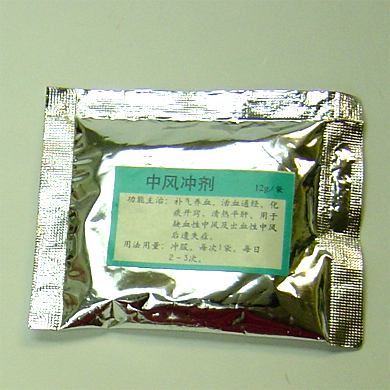 中风冲剂 12g/袋
功能主治：补气养血、活血通经、化
痰开窍、清热平肝、用于
缺血性中风及出血性中风
后遗失症。
用法用量：冲服。每次1袋。每日
2-3次。